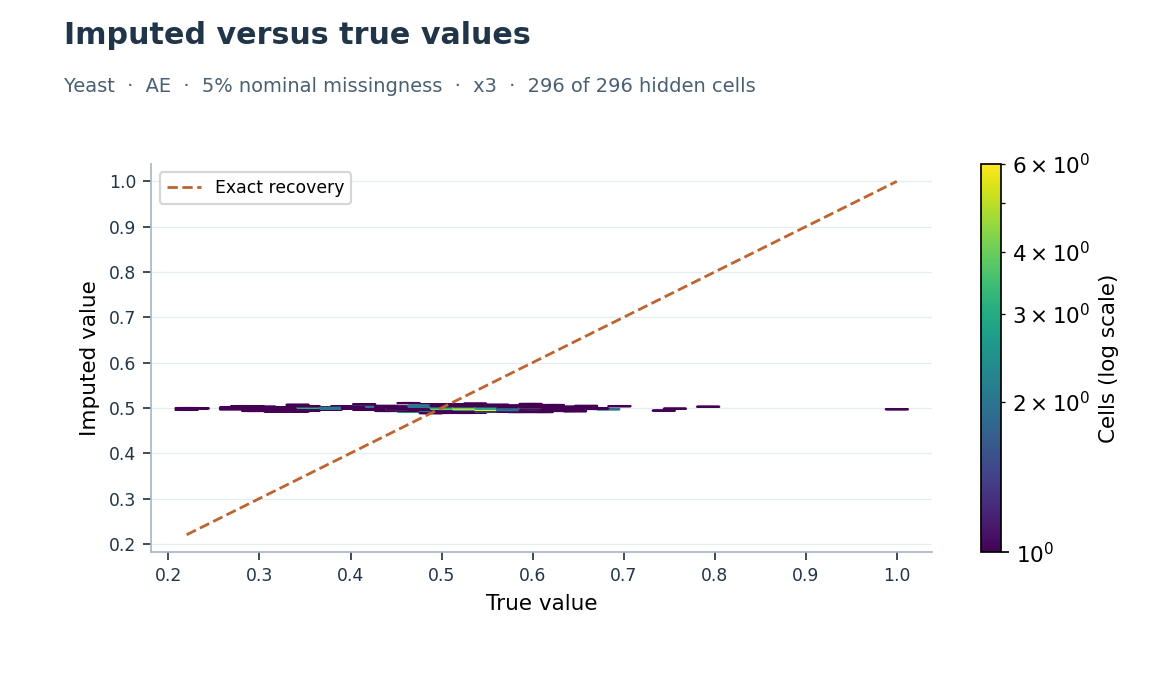 Imputed versus true values
Yeast · AE · 5% nominal missingness · x3 · 296 of 296 hidden cells
Exact recovery
Imputed value
1.0
0.9
0.8
0.7
0.6
0.5
0.4
0.3
0.2
0.2 0.3 0.4 0.5 0.6 0.7 0.8 0.9 1.0
True value
6 × 10⁰
4 × 10⁰
3 × 10⁰
2 × 10⁰
10⁰
Cells (log scale)